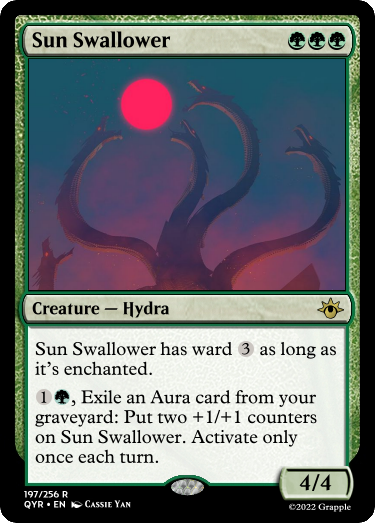 Sun Swallower
Creature — Hydra
Sun Swallower has ward 3 as long as
it's enchanted.
1, Exile an Aura card from your
graveyard: Put two +1/+1 counters
on Sun Swallower. Activate only
once each turn.
4/4
197/256 R
QYR • EN Cassie Yan
©2022 Grapple